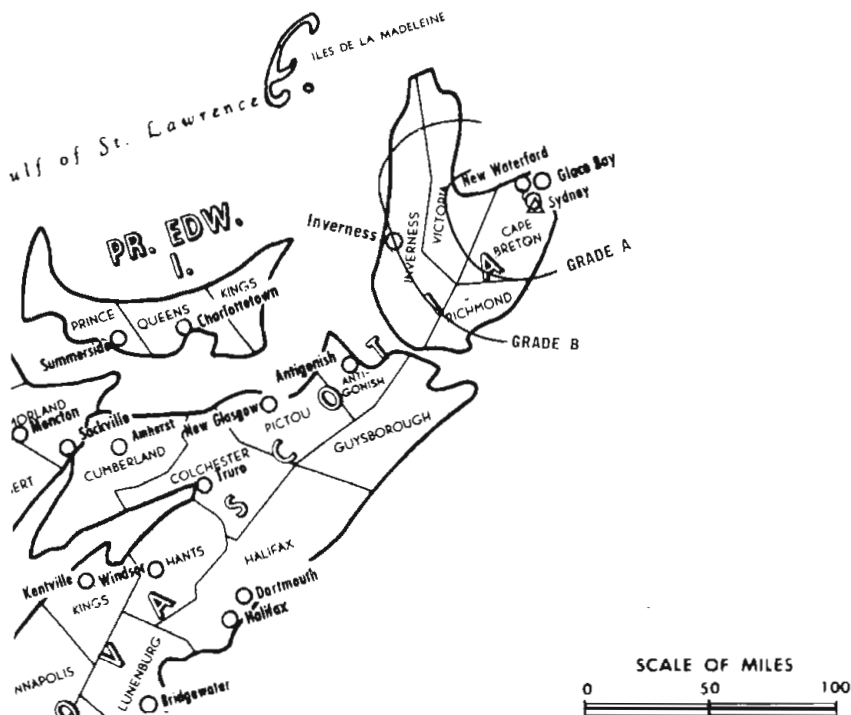 ILES DE LA MADELEINE
ulf of St. Lawrence
New Waterford
Glace Bay
Sydney
Inverness
INVERNESS
VICTORIA
CAPE BRETON
GRADE A
RICHMOND
GRADE B
PR. EDW. I.
PRINCE
QUEENS
KINGS
Charlottetown
Summerside
Antigonish
ANTI-
GONISH
MORLAND
Moncton
Sackville
Amherst
New Glasgow
PICTOU
GUYSBOROUGH
CUMBERLAND
COLCHESTER
Truro
ERT
HANTS
HALIFAX
Kentville
Windsor
KINGS
Dartmouth
Halifax
NNAPOLIS
LUNENBURG
Bridgewater
O V A S C O T I A
SCALE OF MILES
0 50 100